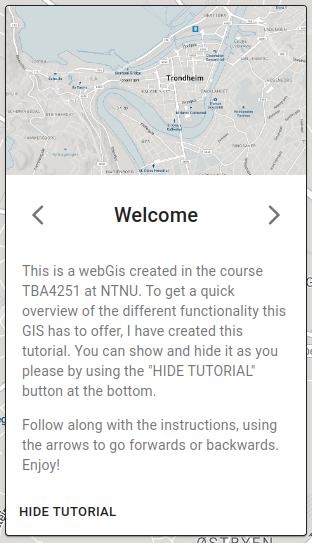 Trondheim
Welcome
This is a webGis created in the course
TBA4251 at NTNU. To get a quick
overview of the different functionality this
GIS has to offer, I have created this
tutorial. You can show and hide it as you
please by using the "HIDE TUTORIAL"
button at the bottom.
Follow along with the instructions, using
the arrows to go forwards or backwards.
Enjoy!
HIDE TUTORIAL
ØSTBYEN